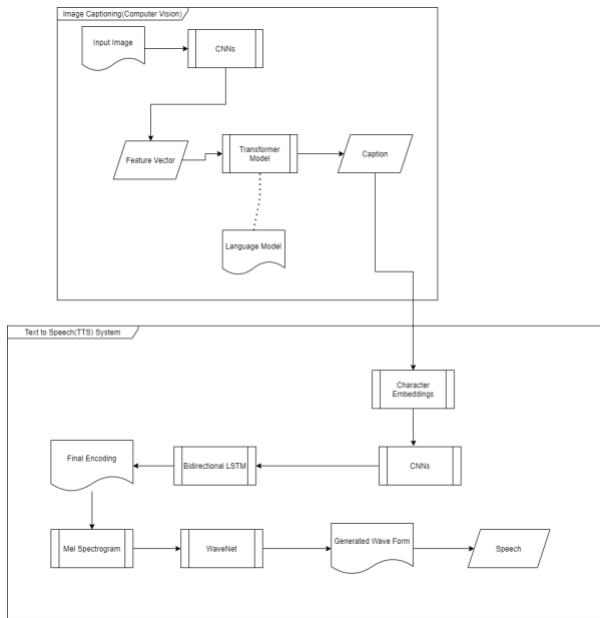 Image Captioning(Computer Vision)
Input Image
CNNs
Feature Vector
Transformer
Model
Caption
Language Model
Text to Speech(TTS) System
Character
Embeddings
CNNs
Bidirectional LSTM
Final Encoding
Mel Spectrogram
WaveNet
Generated Wave Form
Speech